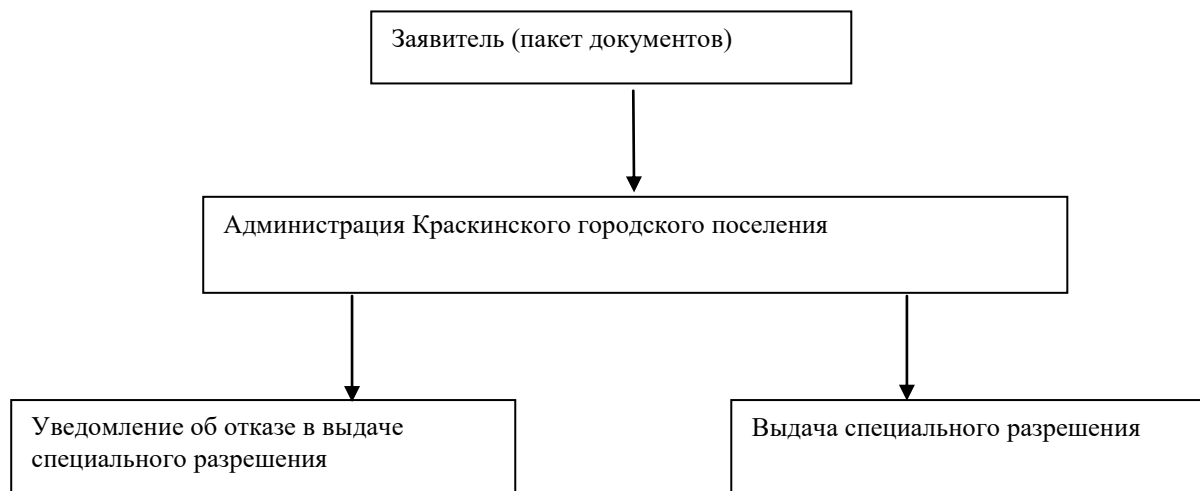 Заявитель (пакет документов)
Администрация Краскинского городского поселения
Уведомление об отказе в выдаче
специального разрешения
Выдача специального разрешения